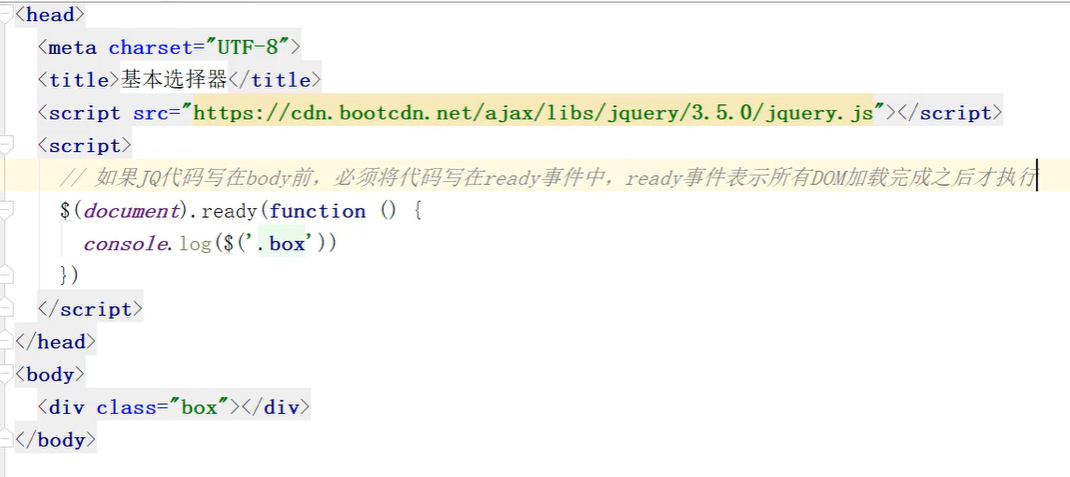 <head>
<meta charset="UTF-8">
<title>基本选择器</title>
<script src="https://cdn.bootcdn.net/ajax/libs/jquery/3.5.0/jquery.js"></script>
<script>
// 如果JQ代码写在body前，必须将代码写在ready事件中，ready事件表示所有DOM加载完成之后才执行
$(document).ready(function () {
console.log($('.box'))
})
</script>
</head>
<body>
<div class="box"></div>
</body>